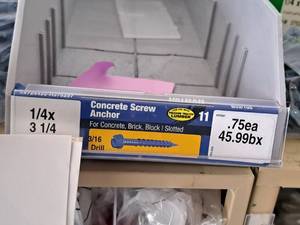 1/4x
3 1/4
Concrete Screw
Anchor
For Concrete, Brick, Block | Slotted
3/16
Drill
LUMBER
11
.75ea
45.99bx